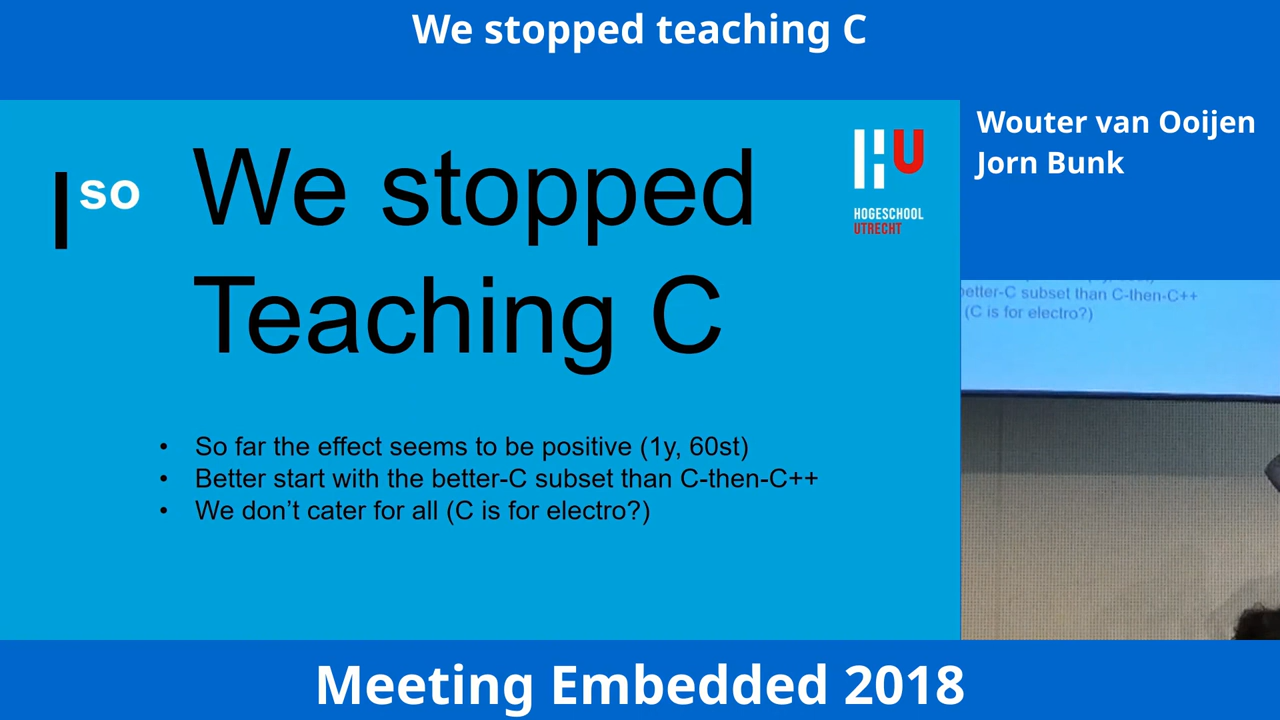 We stopped teaching C
Wouter van Ooijen
Jorn Bunk
so
We stopped
Teaching C
HU
HOGESCHOOL
UTRECHT
• So far the effect seems to be positive (1y, 60st)
• Better start with the better-C subset than C-then-C++
• We don’t cater for all (C is for electro?)
better-C subset than C-then-C++
(C is for electro?)
Meeting Embedded 2018